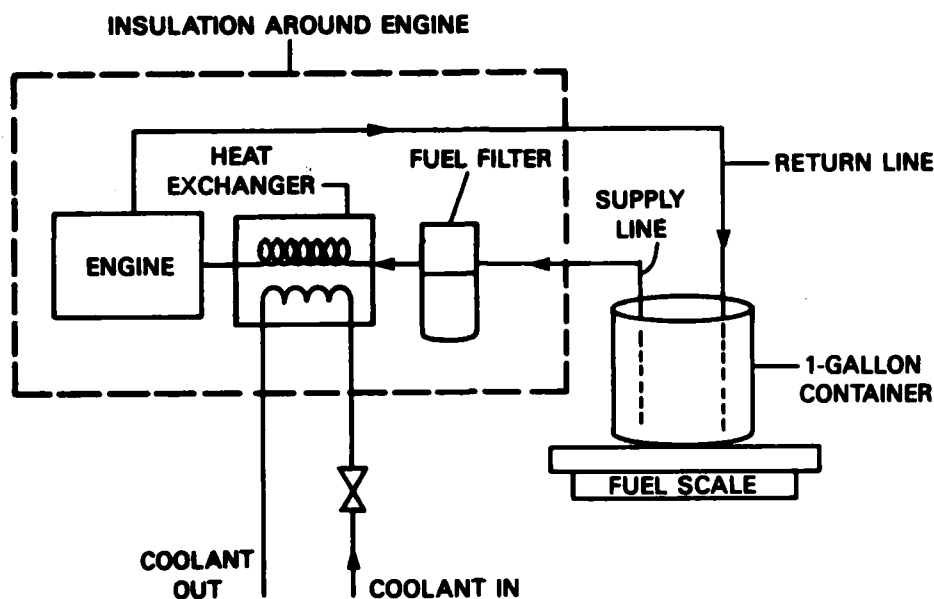 INSULATION AROUND ENGINE
HEAT
EXCHANGER
FUEL FILTER
RETURN LINE
SUPPLY
LINE
ENGINE
1-GALLON
CONTAINER
FUEL SCALE
COOLANT
OUT
COOLANT IN